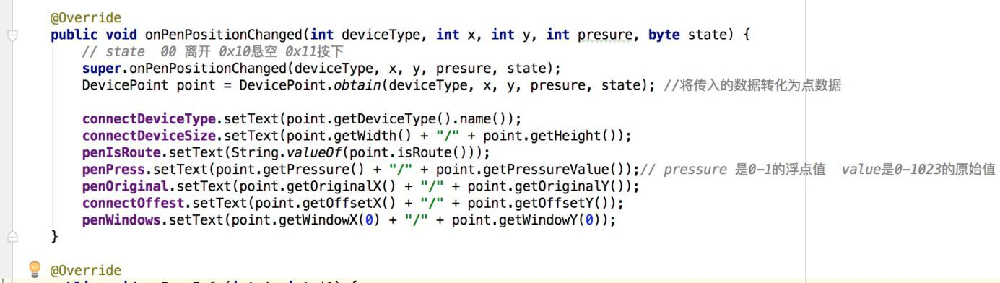 @Override
public void onPenPositionChanged(int deviceType, int x, int y, int presure, byte state) {
// state  00 离开 0x10悬空 0x11按下
super.onPenPositionChanged(deviceType, x, y, presure, state);
DevicePoint point = DevicePoint.obtain(deviceType, x, y, presure, state); //将传入的数据转化为点数据
connectDeviceType.setText(point.getDeviceType().name());
connectDeviceSize.setText(point.getWidth() + "/" + point.getHeight());
penIsRoute.setText(String.valueOf(point.isRoute()));
penPress.setText(point.getPressure() + "/" + point.getPressureValue());// pressure 是0-1的浮点值  value是0-1023的原始值
penOriginal.setText(point.getOriginalX() + "/" + point.getOriginalY());
connectOffest.setText(point.getOffsetX() + "/" + point.getOffsetY());
penWindows.setText(point.getWindowX(0) + "/" + point.getWindowY(0));
}
@Override